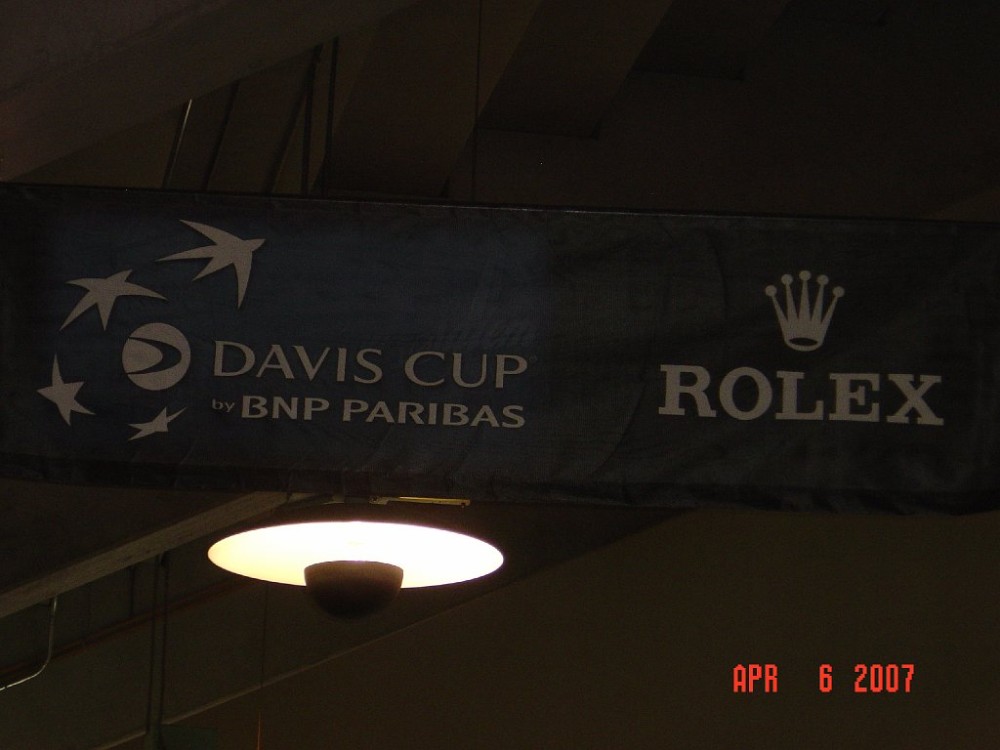 DAVIS CUP
by BNP PARIBAS
ROLEX
APR 6 2007